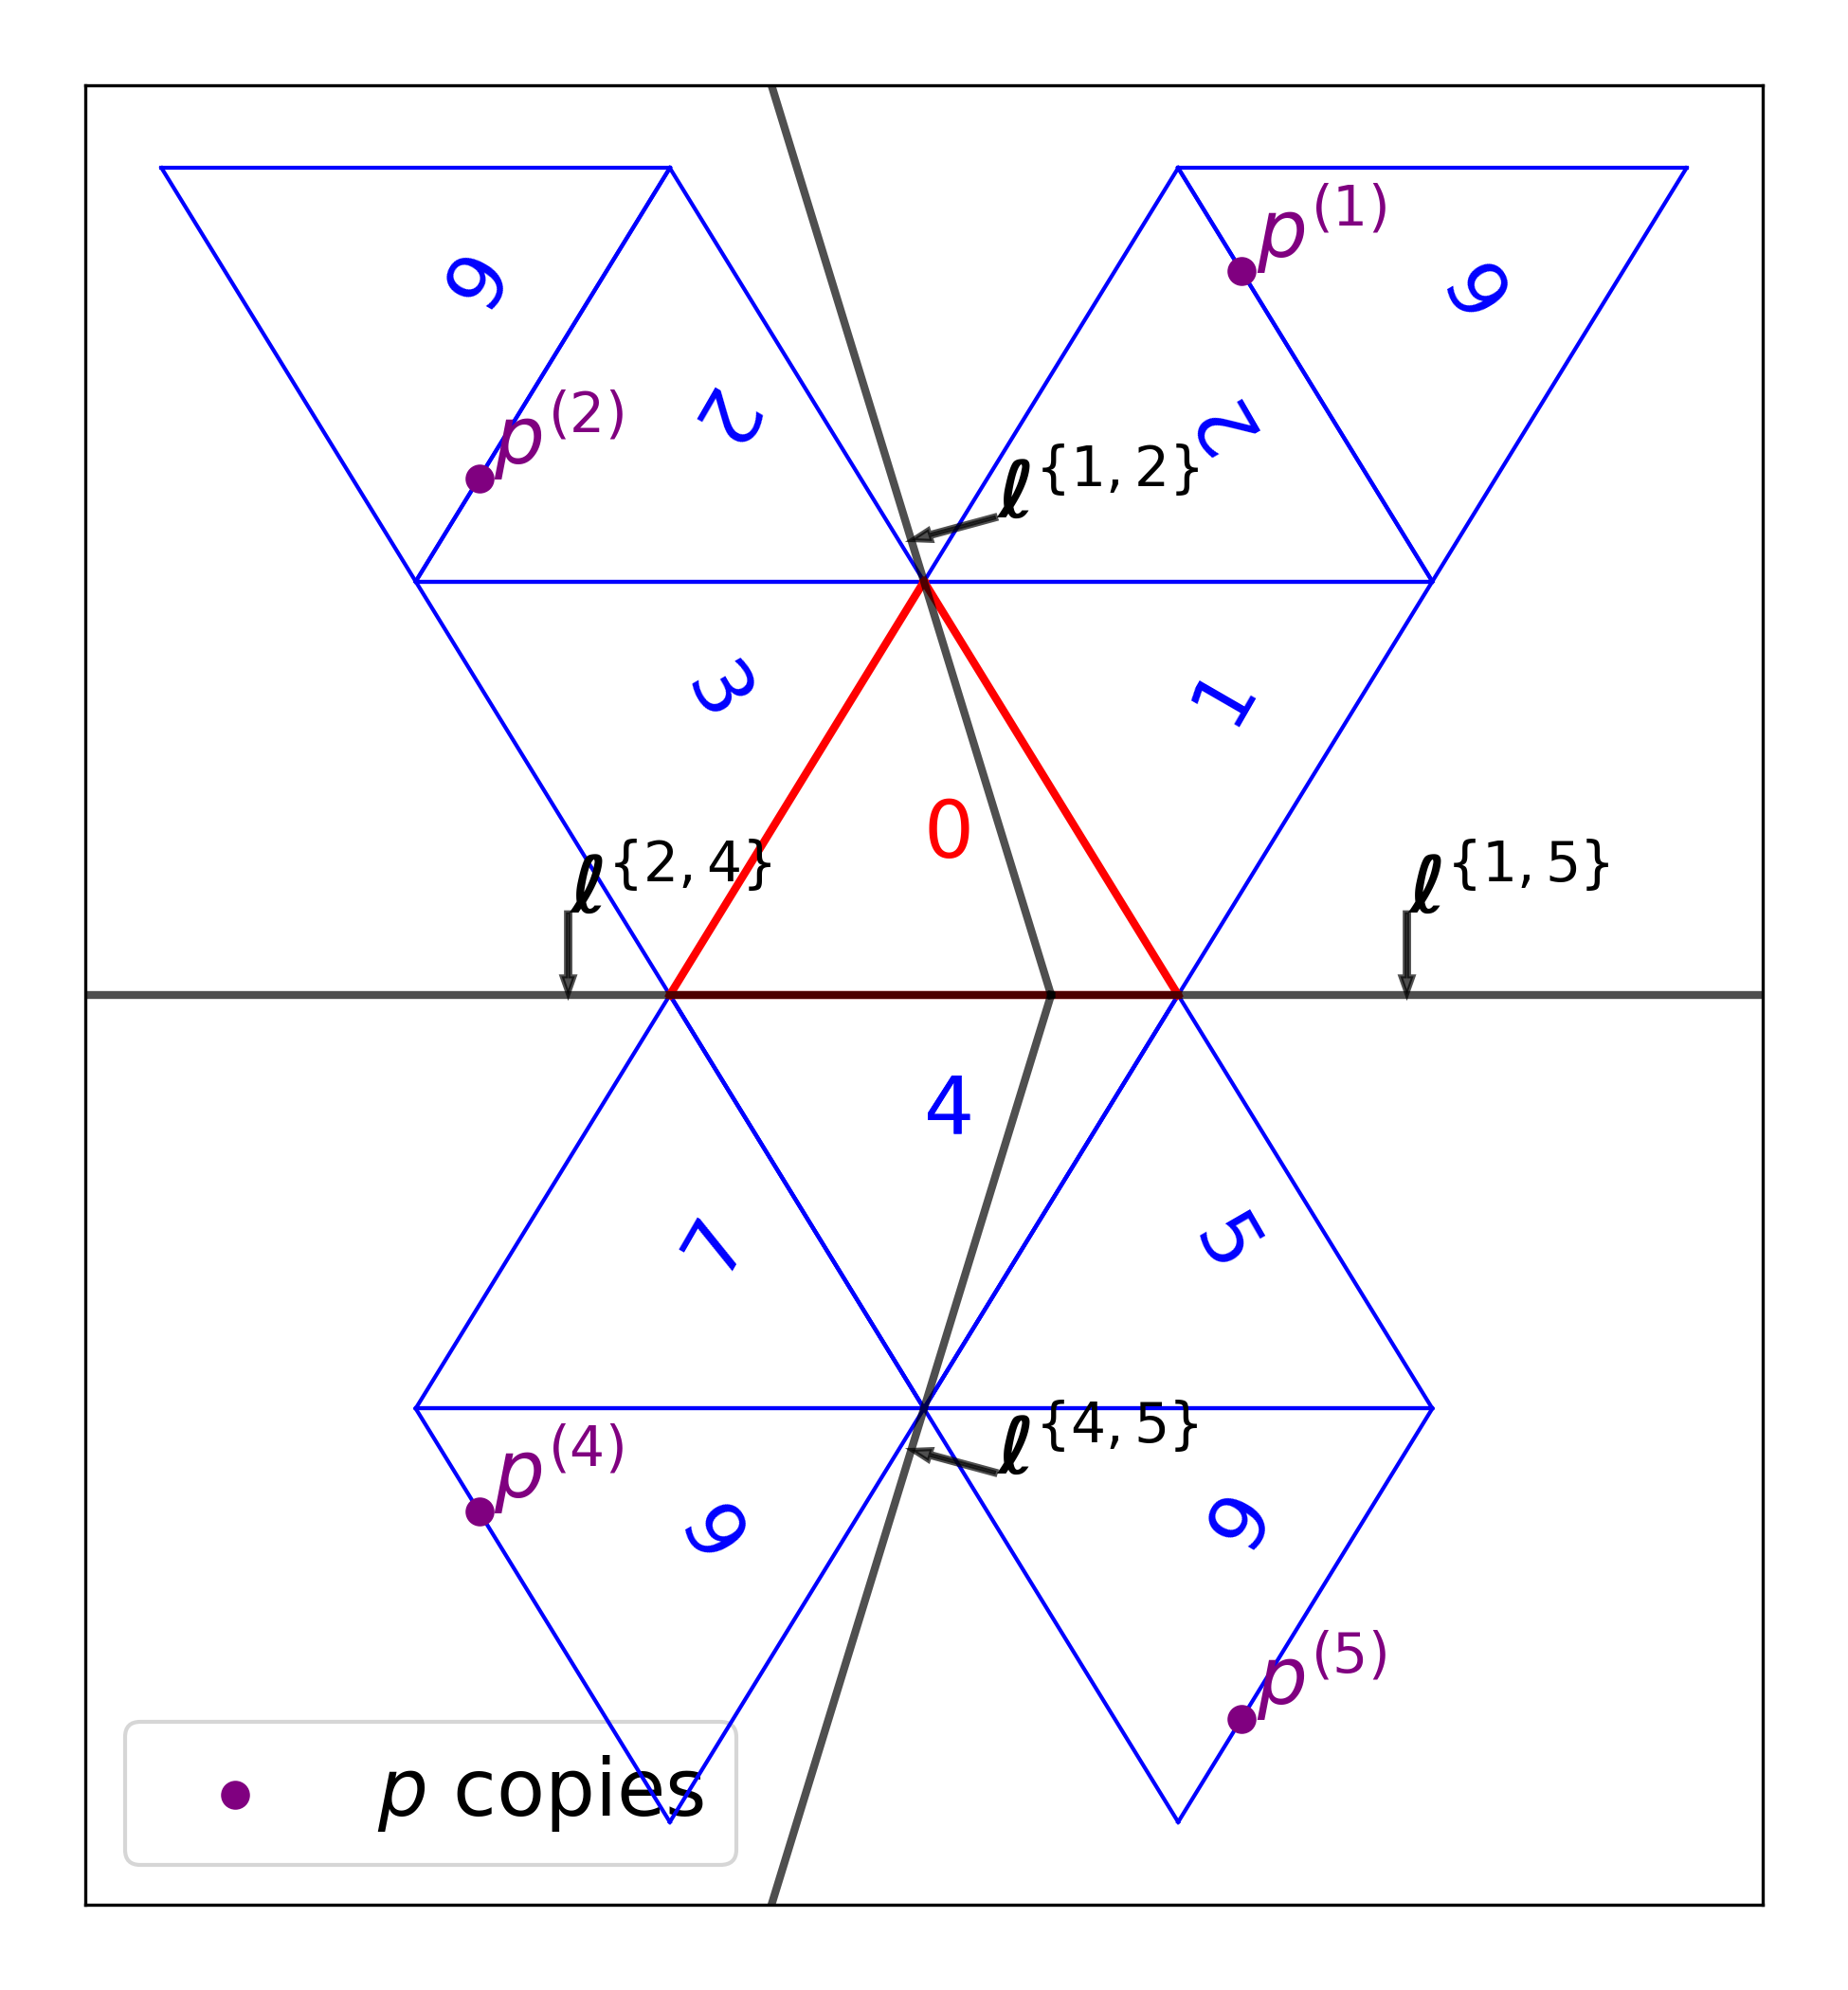 p^(1)
6
6
p^(2)
2
2
ℓ^{1,2}
3
1
0
ℓ^{2,4}
ℓ^{1,5}
4
7
5
ℓ^{4,5}
p^(4)
6
6
p^(5)
p copies